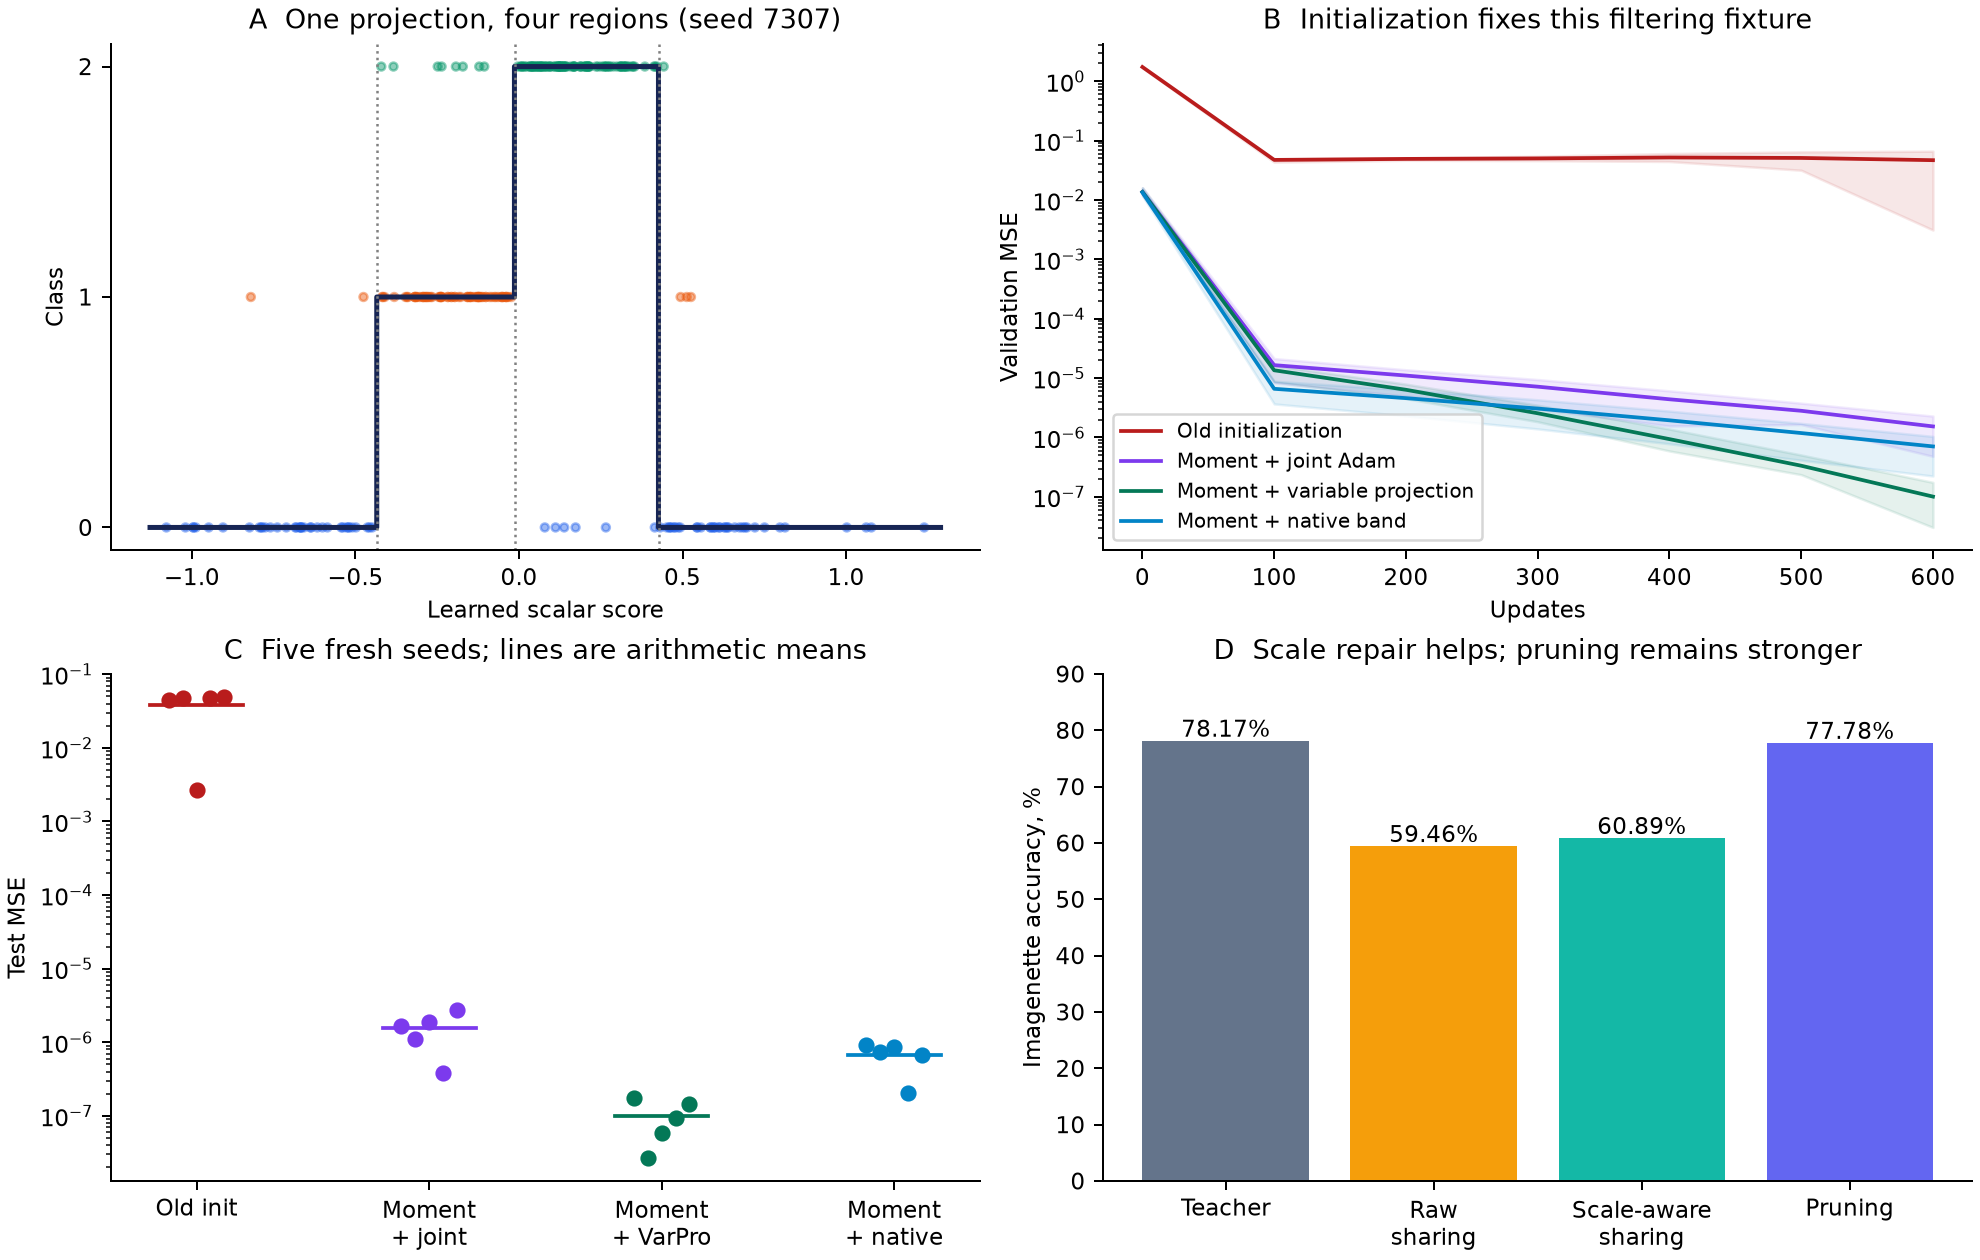 A  One projection, four regions (seed 7307)
Class
2
1
0
−1.0
−0.5
0.0
0.5
1.0
Learned scalar score
B  Initialization fixes this filtering fixture
Validation MSE
10⁰
10⁻¹
10⁻²
10⁻³
10⁻⁴
10⁻⁵
10⁻⁶
10⁻⁷
Old initialization
Moment + joint Adam
Moment + variable projection
Moment + native band
0
100
200
300
400
500
600
Updates
C  Five fresh seeds; lines are arithmetic means
Test MSE
10⁻¹
10⁻²
10⁻³
10⁻⁴
10⁻⁵
10⁻⁶
10⁻⁷
Old init
Moment
+ joint
Moment
+ VarPro
Moment
+ native
D  Scale repair helps; pruning remains stronger
Imagenette accuracy, %
90
80
70
60
50
40
30
20
10
0
78.17%
59.46%
60.89%
77.78%
Teacher
Raw
sharing
Scale-aware
sharing
Pruning